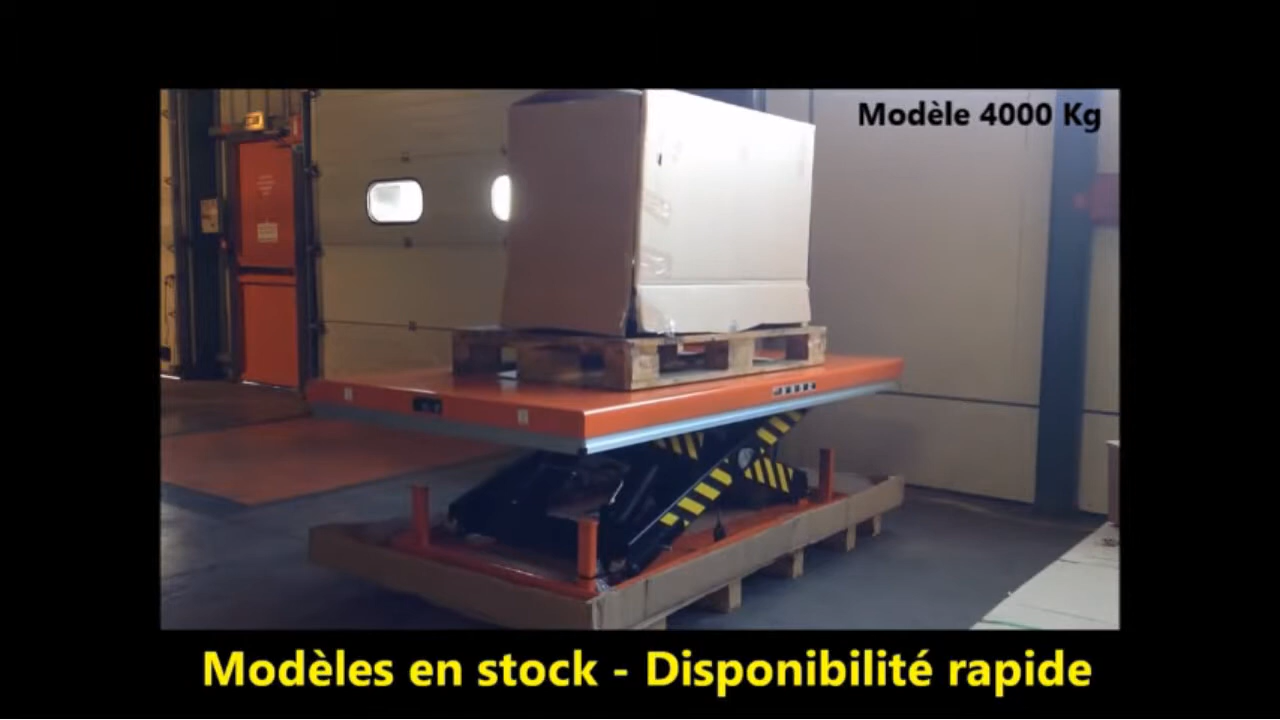 Modèle 4000 Kg
Modèles en stock - Disponibilité rapide